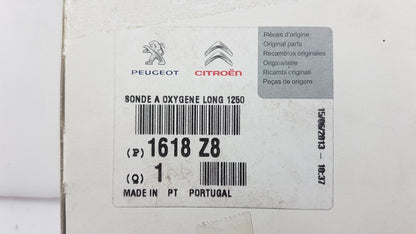 PEUGEOT
CITROËN
Pièces d'origine
Original parts
Recambios originales
Originalteile
Ricambi originali
Peças de origem
SONDE A OXYGENE LONG 1250
(P) 1618 Z8
(Q) 1
MADE IN PT PORTUGAL
15/06/2013 - 10:37